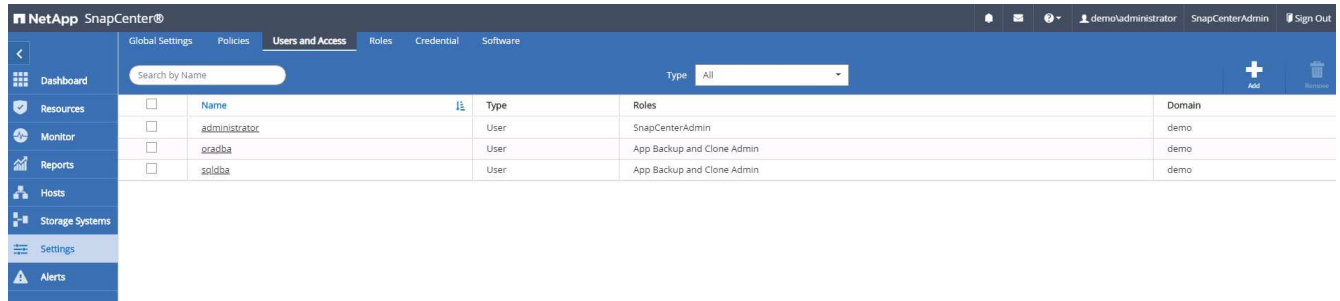 NetApp SnapCenter®
demo\administrator SnapCenterAdmin Sign Out
Global Settings Policies Users and Access Roles Credential Software
Search by Name Type All Add Remove
Dashboard
Resources
Monitor
Reports
Hosts
Storage Systems
Settings
Alerts
Name Type Roles Domain
administrator User SnapCenterAdmin demo
oradba User App Backup and Clone Admin demo
sqldba User App Backup and Clone Admin demo